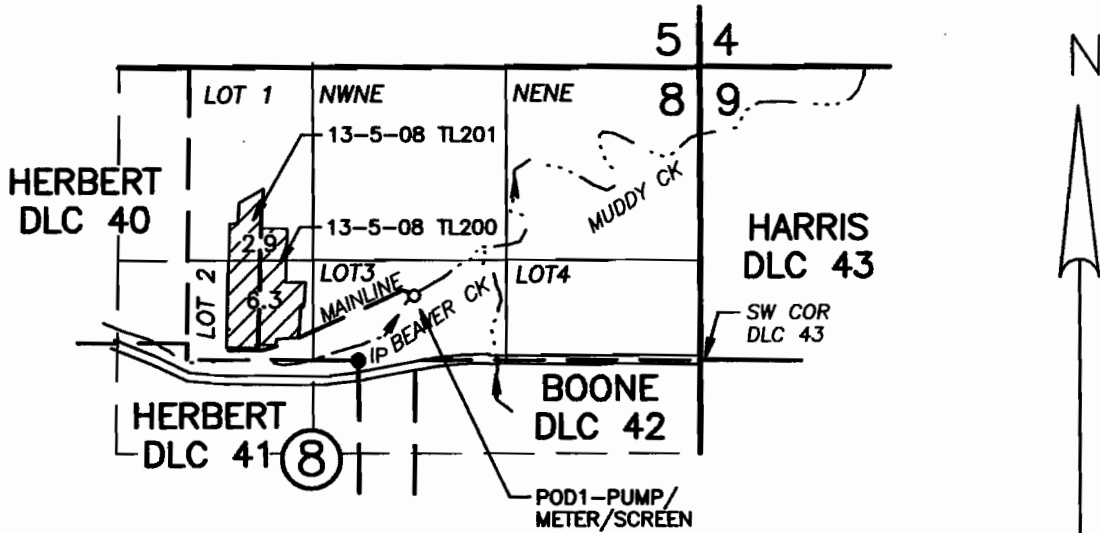 5 4
N
LOT 1 NWNE NENE
8 9
13-5-08 TL201
HERBERT
DLC 40
MUDDY CK
13-5-08 TL200
2.9
HARRIS
DLC 43
LOT 2
LOT3 LOT4
MAINLINE
6.3
SW COR
DLC 43
IP BEAVER CK
BOONE
DLC 42
HERBERT
DLC 41
8
POD1-PUMP/
METER/SCREEN